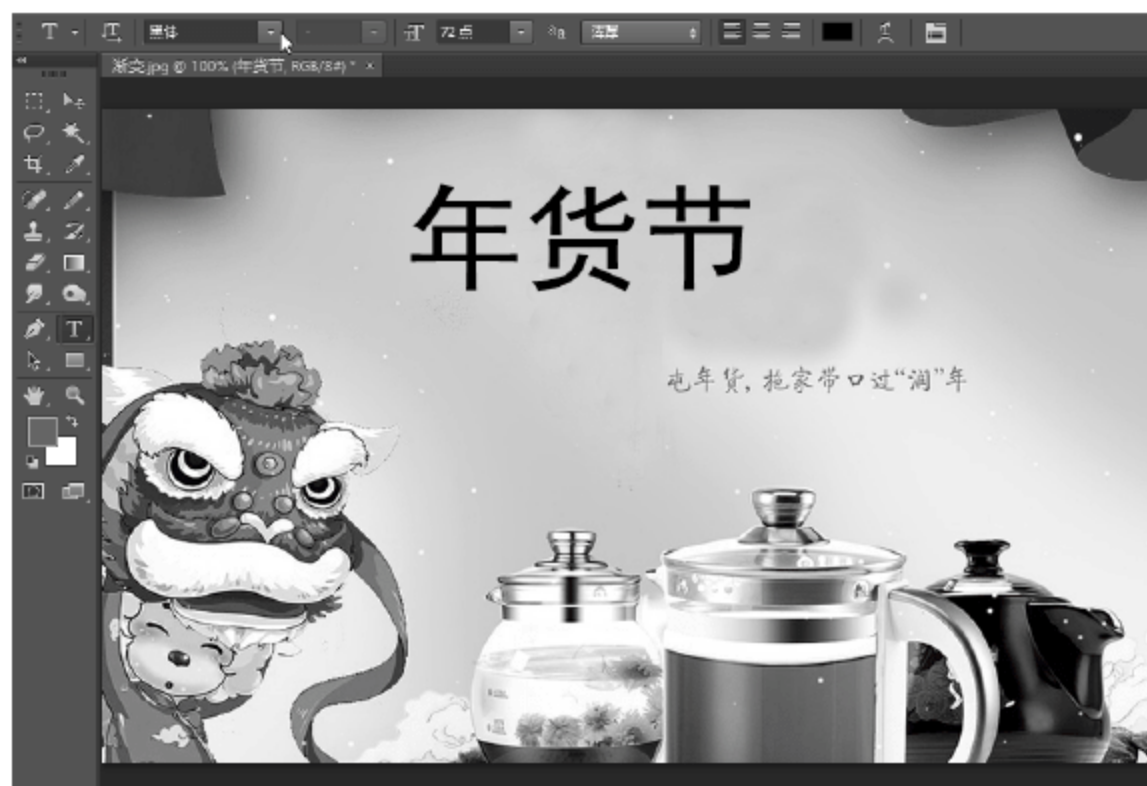 黑体 - 72点 aa 浑厚
渐变.jpg @ 100% (年货节, RGB/8#) * ×
年货节
屯年货,拖家带口过“润”年